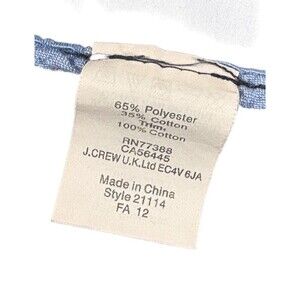 65% Polyester
35% Cotton
Trim.
100% Cotton
RN77388
CA56445
J.CREW U.K.Ltd EC4V 6JA
Made in China
Style 21114
FA 12